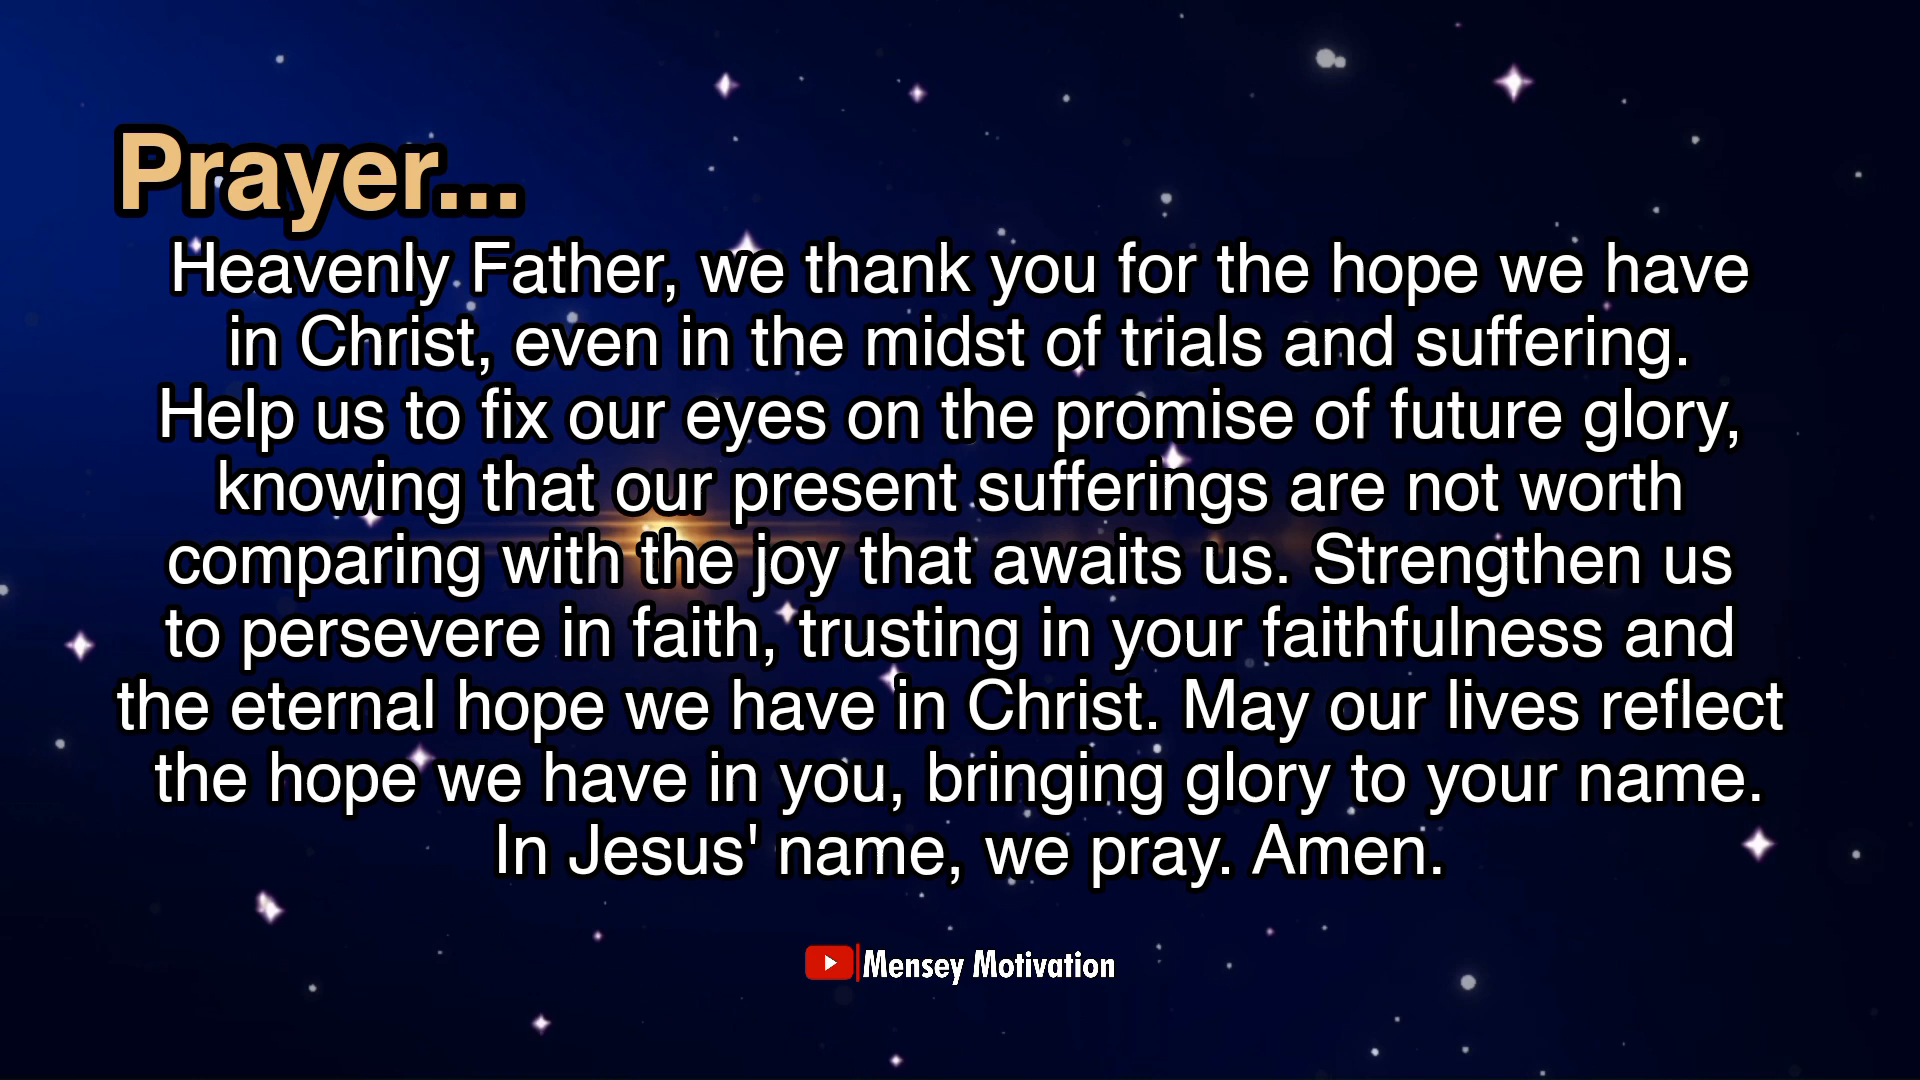 Prayer...
Heavenly Father, we thank you for the hope we have
in Christ, even in the midst of trials and suffering.
Help us to fix our eyes on the promise of future glory,
knowing that our present sufferings are not worth
comparing with the joy that awaits us. Strengthen us
to persevere in faith, trusting in your faithfulness and
the eternal hope we have in Christ. May our lives reflect
the hope we have in you, bringing glory to your name.
In Jesus' name, we pray. Amen.
Mensey Motivation